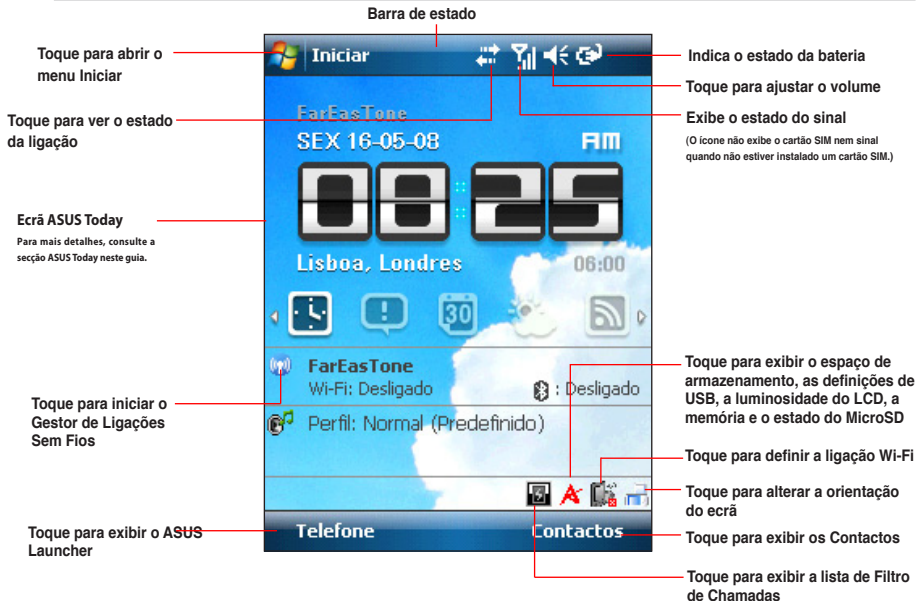 Barra de estado
Toque para abrir o
menu Iniciar
Toque para ver o estado
da ligação
Ecrã ASUS Today
Para mais detalhes, consulte a
secção ASUS Today neste guia.
Toque para iniciar o
Gestor de Ligações
Sem Fios
Toque para exibir o ASUS
Launcher
Iniciar
FarEasTone
SEX 16-05-08
AM
08:25
Lisboa, Londres
06:00
30
FarEasTone
Wi-Fi: Desligado
: Desligado
Perfil: Normal (Predefinido)
Telefone
Contactos
Indica o estado da bateria
Toque para ajustar o volume
Exibe o estado do sinal
(O ícone não exibe o cartão SIM nem sinal
quando não estiver instalado um cartão SIM.)
Toque para exibir o espaço de
armazenamento, as definições de
USB, a luminosidade do LCD, a
memória e o estado do MicroSD
Toque para definir a ligação Wi-Fi
Toque para alterar a orientação
do ecrã
Toque para exibir os Contactos
Toque para exibir a lista de Filtro
de Chamadas